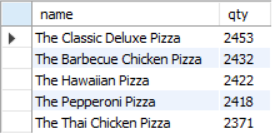 name qty
The Classic Deluxe Pizza 2453
The Barbecue Chicken Pizza 2432
The Hawaiian Pizza 2422
The Pepperoni Pizza 2418
The Thai Chicken Pizza 2371